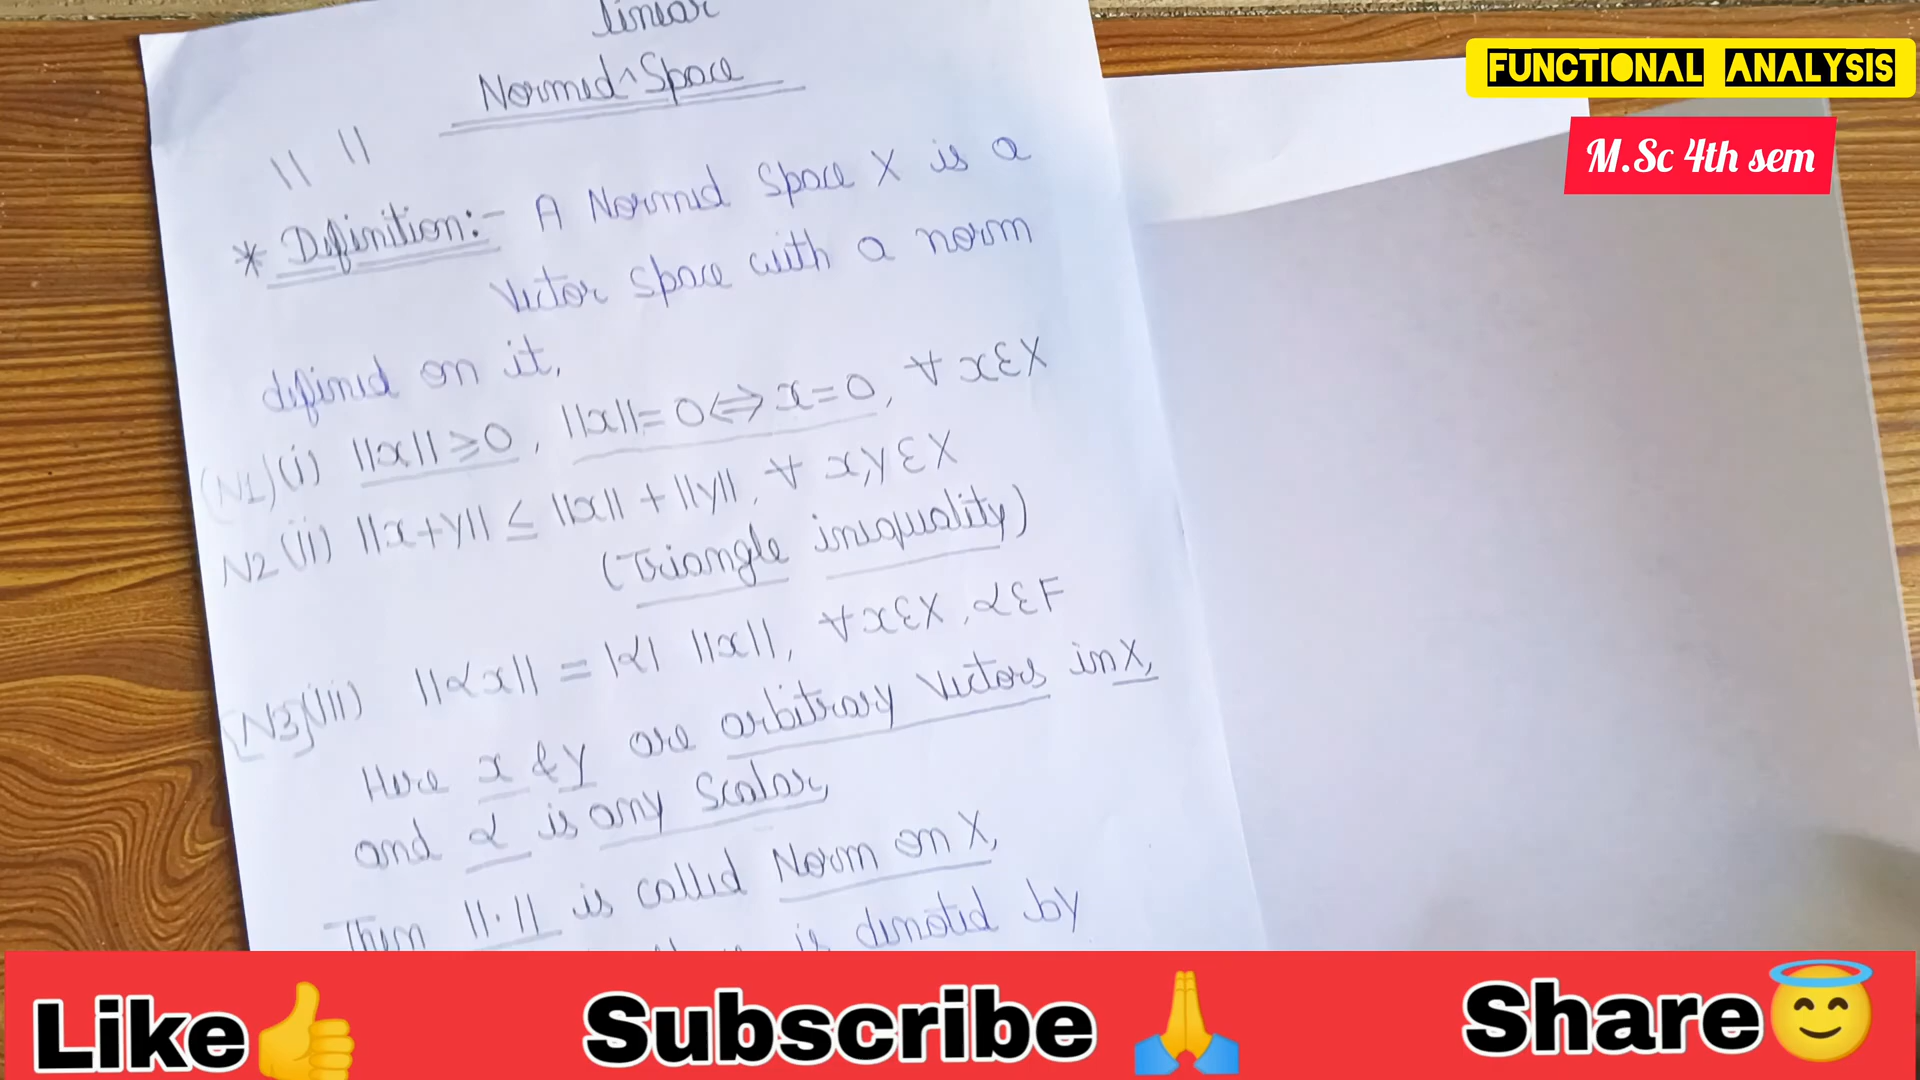 linear
Normed ^ Space
|| ||
* Definition:- A Normed Space X is a
Vector space with a norm
defined on it,
(N1) (i) ||x|| ≥ 0, ||x|| = 0 ⇔ x = 0, ∀ x ε X
N2 (ii) ||x+y|| ≤ ||x|| + ||y||, ∀ x,y ε X
(Triangle inequality)
(N3) (iii) ||αx|| = |α| ||x||, ∀ x ε X, α ε F
Here x & y are arbitrary vectors in X,
and α is any Scalar,
Then ||·|| is called Norm on X,
is denoted by
FUNCTIONAL ANALYSIS
M.Sc 4th sem
Like👍 Subscribe 🙏 Share😇